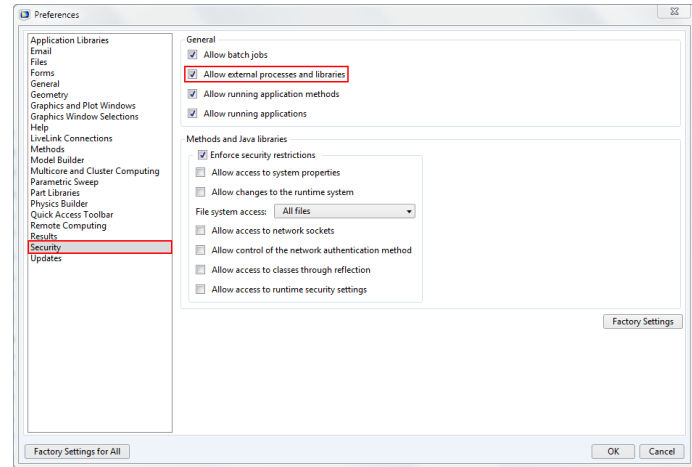 Preferences
Application Libraries
Email
Files
Forms
General
Geometry
Graphics and Plot Windows
Graphics Window Selections
Help
LiveLink Connections
Methods
Model Builder
Multicore and Cluster Computing
Parametric Sweep
Part Libraries
Physics Builder
Quick Access Toolbar
Remote Computing
Results
Security
Updates
General
Allow batch jobs
Allow external processes and libraries
Allow running application methods
Allow running applications
Methods and Java libraries
Enforce security restrictions
Allow access to system properties
Allow changes to the runtime system
File system access: All files
Allow access to network sockets
Allow control of the network authentication method
Allow access to classes through reflection
Allow access to runtime security settings
Factory Settings
Factory Settings for All
OK Cancel